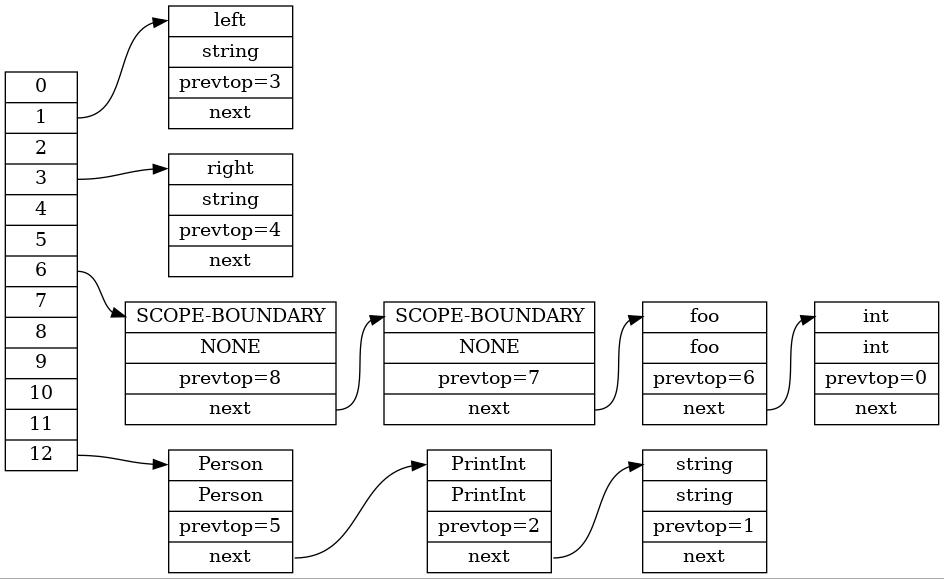 0
1
2
3
4
5
6
7
8
9
10
11
12
left
string
prevtop=3
next
right
string
prevtop=4
next
SCOPE-BOUNDARY
NONE
prevtop=8
next
SCOPE-BOUNDARY
NONE
prevtop=7
next
foo
foo
prevtop=6
next
int
int
prevtop=0
next
Person
Person
prevtop=5
next
PrintInt
PrintInt
prevtop=2
next
string
string
prevtop=1
next